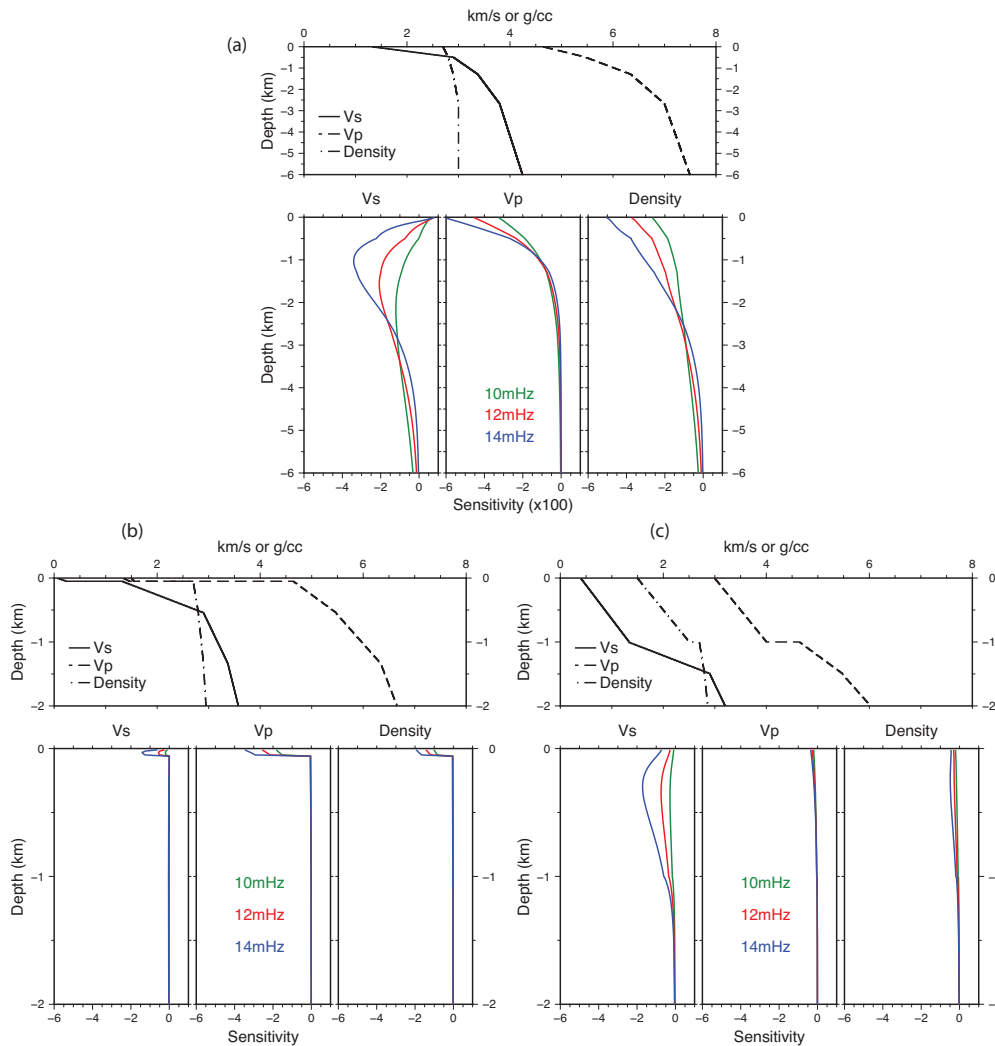 km/s or g/cc
(a)
0 2 4 6 8
0 0
−1 −1
−2 −2
−3 −3
−4 −4
−5 −5
−6 −6
Depth (km)
Vs
Vp
Density
Vs Vp Density
0 0
−1 −1
−2 −2
−3 −3
−4 −4
−5 −5
−6 −6
Depth (km)
10mHz
12mHz
14mHz
−6 −4 −2 0 −6 −4 −2 0 −6 −4 −2 0
Sensitivity (x100)
(b)
km/s or g/cc
0 2 4 6 8
0 0
−1 −1
−2 −2
Depth (km)
Vs
Vp
Density
Vs Vp Density
0 0
−1 −1
−2 −2
Depth (km)
10mHz
12mHz
14mHz
−6 −4 −2 0 −6 −4 −2 0 −6 −4 −2 0
Sensitivity
(c)
km/s or g/cc
0 2 4 6 8
0 0
−1 −1
−2 −2
Depth (km)
Vs
Vp
Density
Vs Vp Density
0 0
−1 −1
−2 −2
Depth (km)
10mHz
12mHz
14mHz
−6 −4 −2 0 −6 −4 −2 0 −6 −4 −2 0
Sensitivity